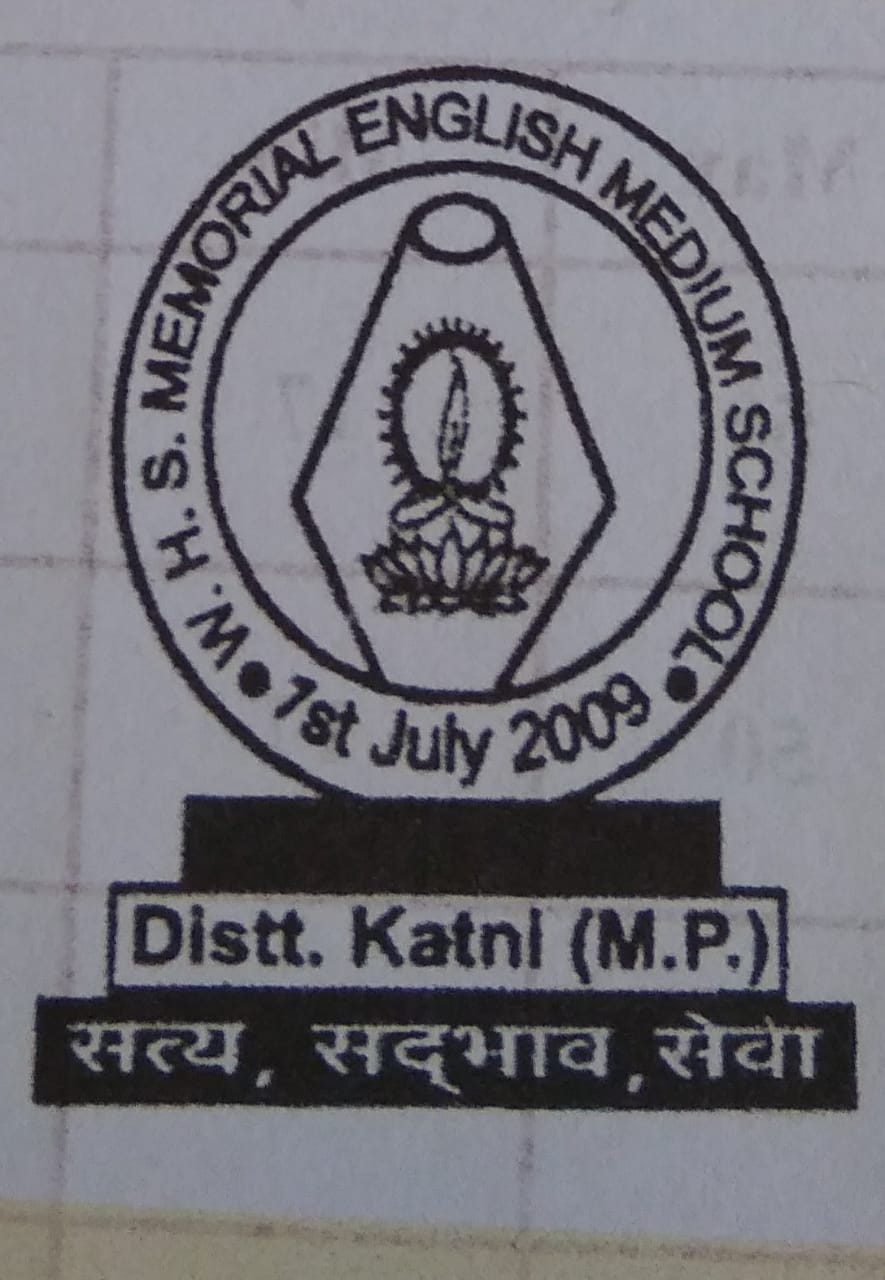 W. H. S. MEMORIAL ENGLISH MEDIUM SCHOOL
1st July 2009
Distt. Katni (M.P.)
सत्य, सद्‌भाव, सेवा